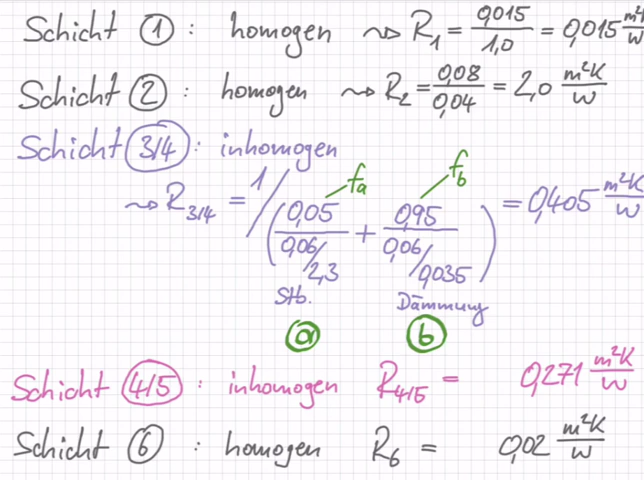 Schicht ① : homogen ⇝ R₁ = 0,015/1,0 = 0,015 m²K/W
Schicht ② : homogen ⇝ R₂ = 0,08/0,04 = 2,0 m²K/W
Schicht (3/4) : inhomogen
fa fb
⇝ R₃/₄ = 1/(0,05/(0,06/2,3) + 0,95/(0,06/0,035)) = 0,405 m²K/W
Stb. Dämmung
ⓐ ⓑ
Schicht (4/5) : inhomogen R₄/₅ = 0,271 m²K/W
Schicht ⑥ : homogen R₆ = 0,02 m²K/W